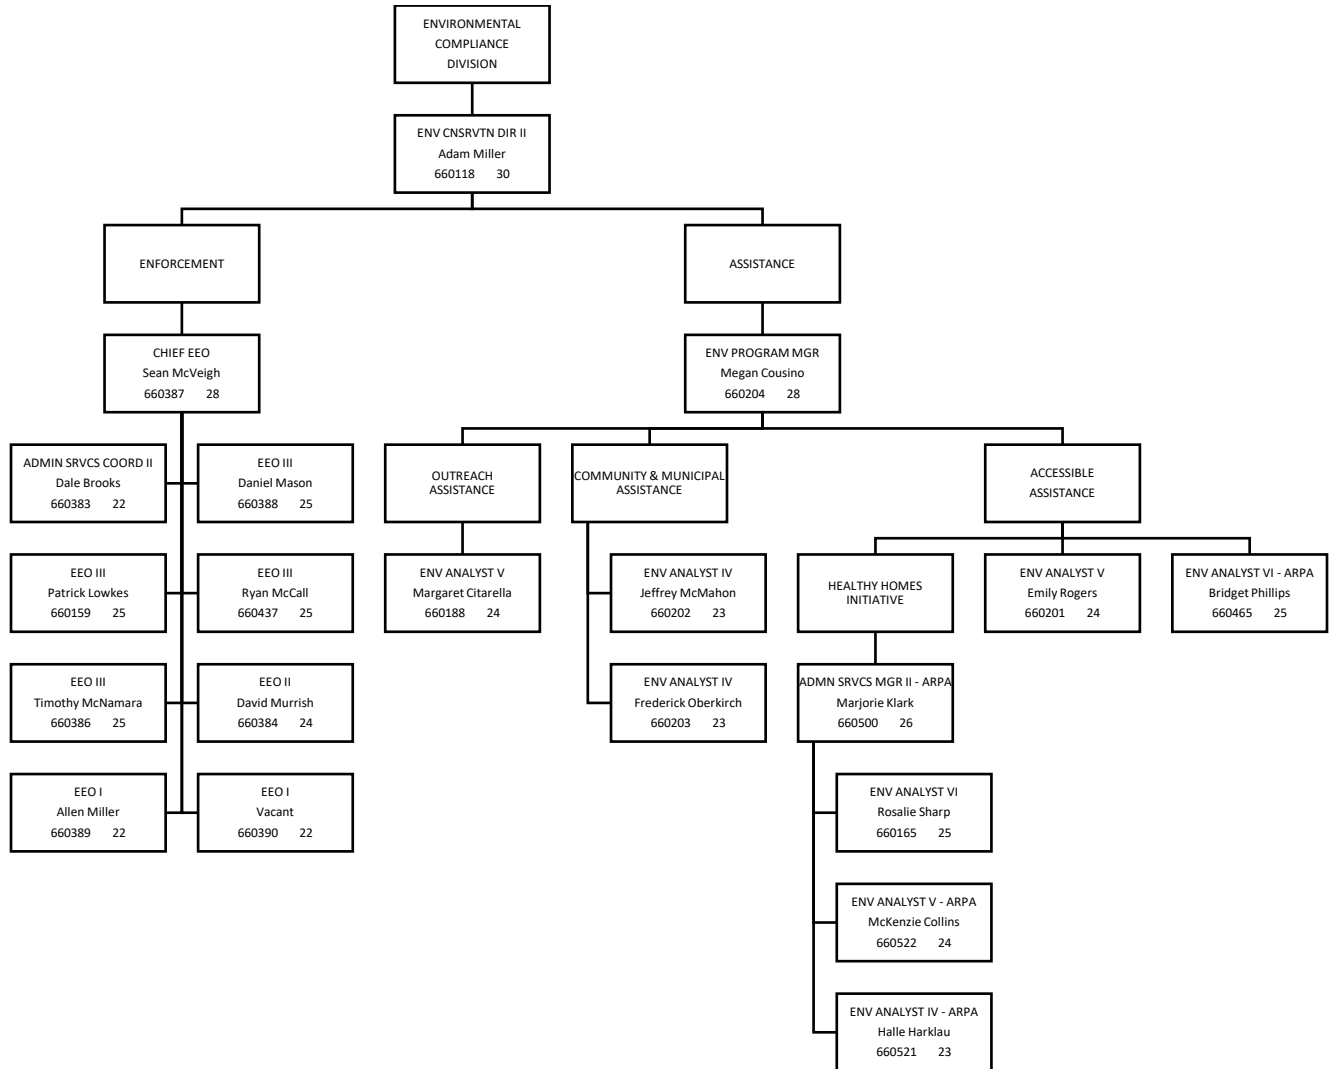 ENVIRONMENTAL
COMPLIANCE
DIVISION
ENV CNSRVTN DIR II
Adam Miller
660118 30
ENFORCEMENT
ASSISTANCE
CHIEF EEO
Sean McVeigh
660387 28
ENV PROGRAM MGR
Megan Cousino
660204 28
ADMIN SRVCS COORD II
Dale Brooks
660383 22
EEO III
Daniel Mason
660388 25
OUTREACH
ASSISTANCE
COMMUNITY & MUNICIPAL
ASSISTANCE
ACCESSIBLE
ASSISTANCE
EEO III
Patrick Lowkes
660159 25
EEO III
Ryan McCall
660437 25
ENV ANALYST V
Margaret Citarella
660188 24
ENV ANALYST IV
Jeffrey McMahon
660202 23
HEALTHY HOMES
INITIATIVE
ENV ANALYST V
Emily Rogers
660201 24
ENV ANALYST VI - ARPA
Bridget Phillips
660465 25
EEO III
Timothy McNamara
660386 25
EEO II
David Murrish
660384 24
ENV ANALYST IV
Frederick Oberkirch
660203 23
ADMN SRVCS MGR II - ARPA
Marjorie Klark
660500 26
EEO I
Allen Miller
660389 22
EEO I
Vacant
660390 22
ENV ANALYST VI
Rosalie Sharp
660165 25
ENV ANALYST V - ARPA
McKenzie Collins
660522 24
ENV ANALYST IV - ARPA
Halle Harklau
660521 23